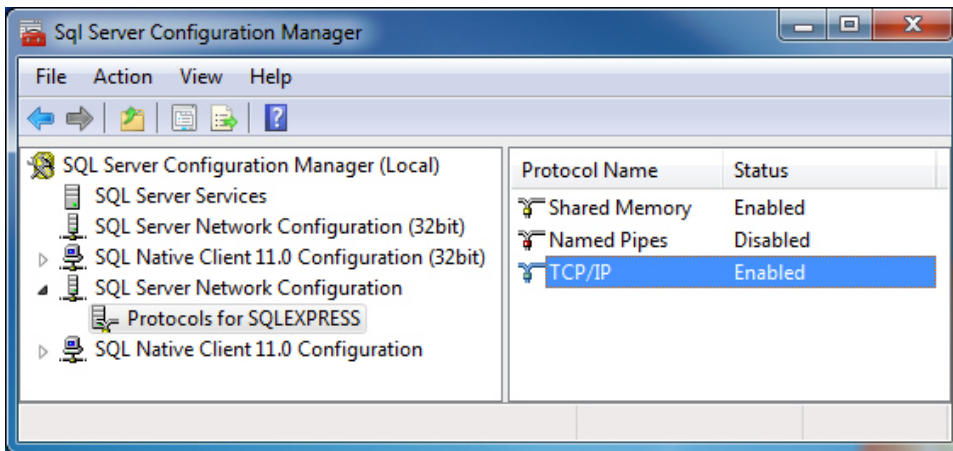 Sql Server Configuration Manager
File Action View Help
SQL Server Configuration Manager (Local)
SQL Server Services
SQL Server Network Configuration (32bit)
SQL Native Client 11.0 Configuration (32bit)
SQL Server Network Configuration
Protocols for SQLEXPRESS
SQL Native Client 11.0 Configuration
Protocol Name Status
Shared Memory Enabled
Named Pipes Disabled
TCP/IP Enabled